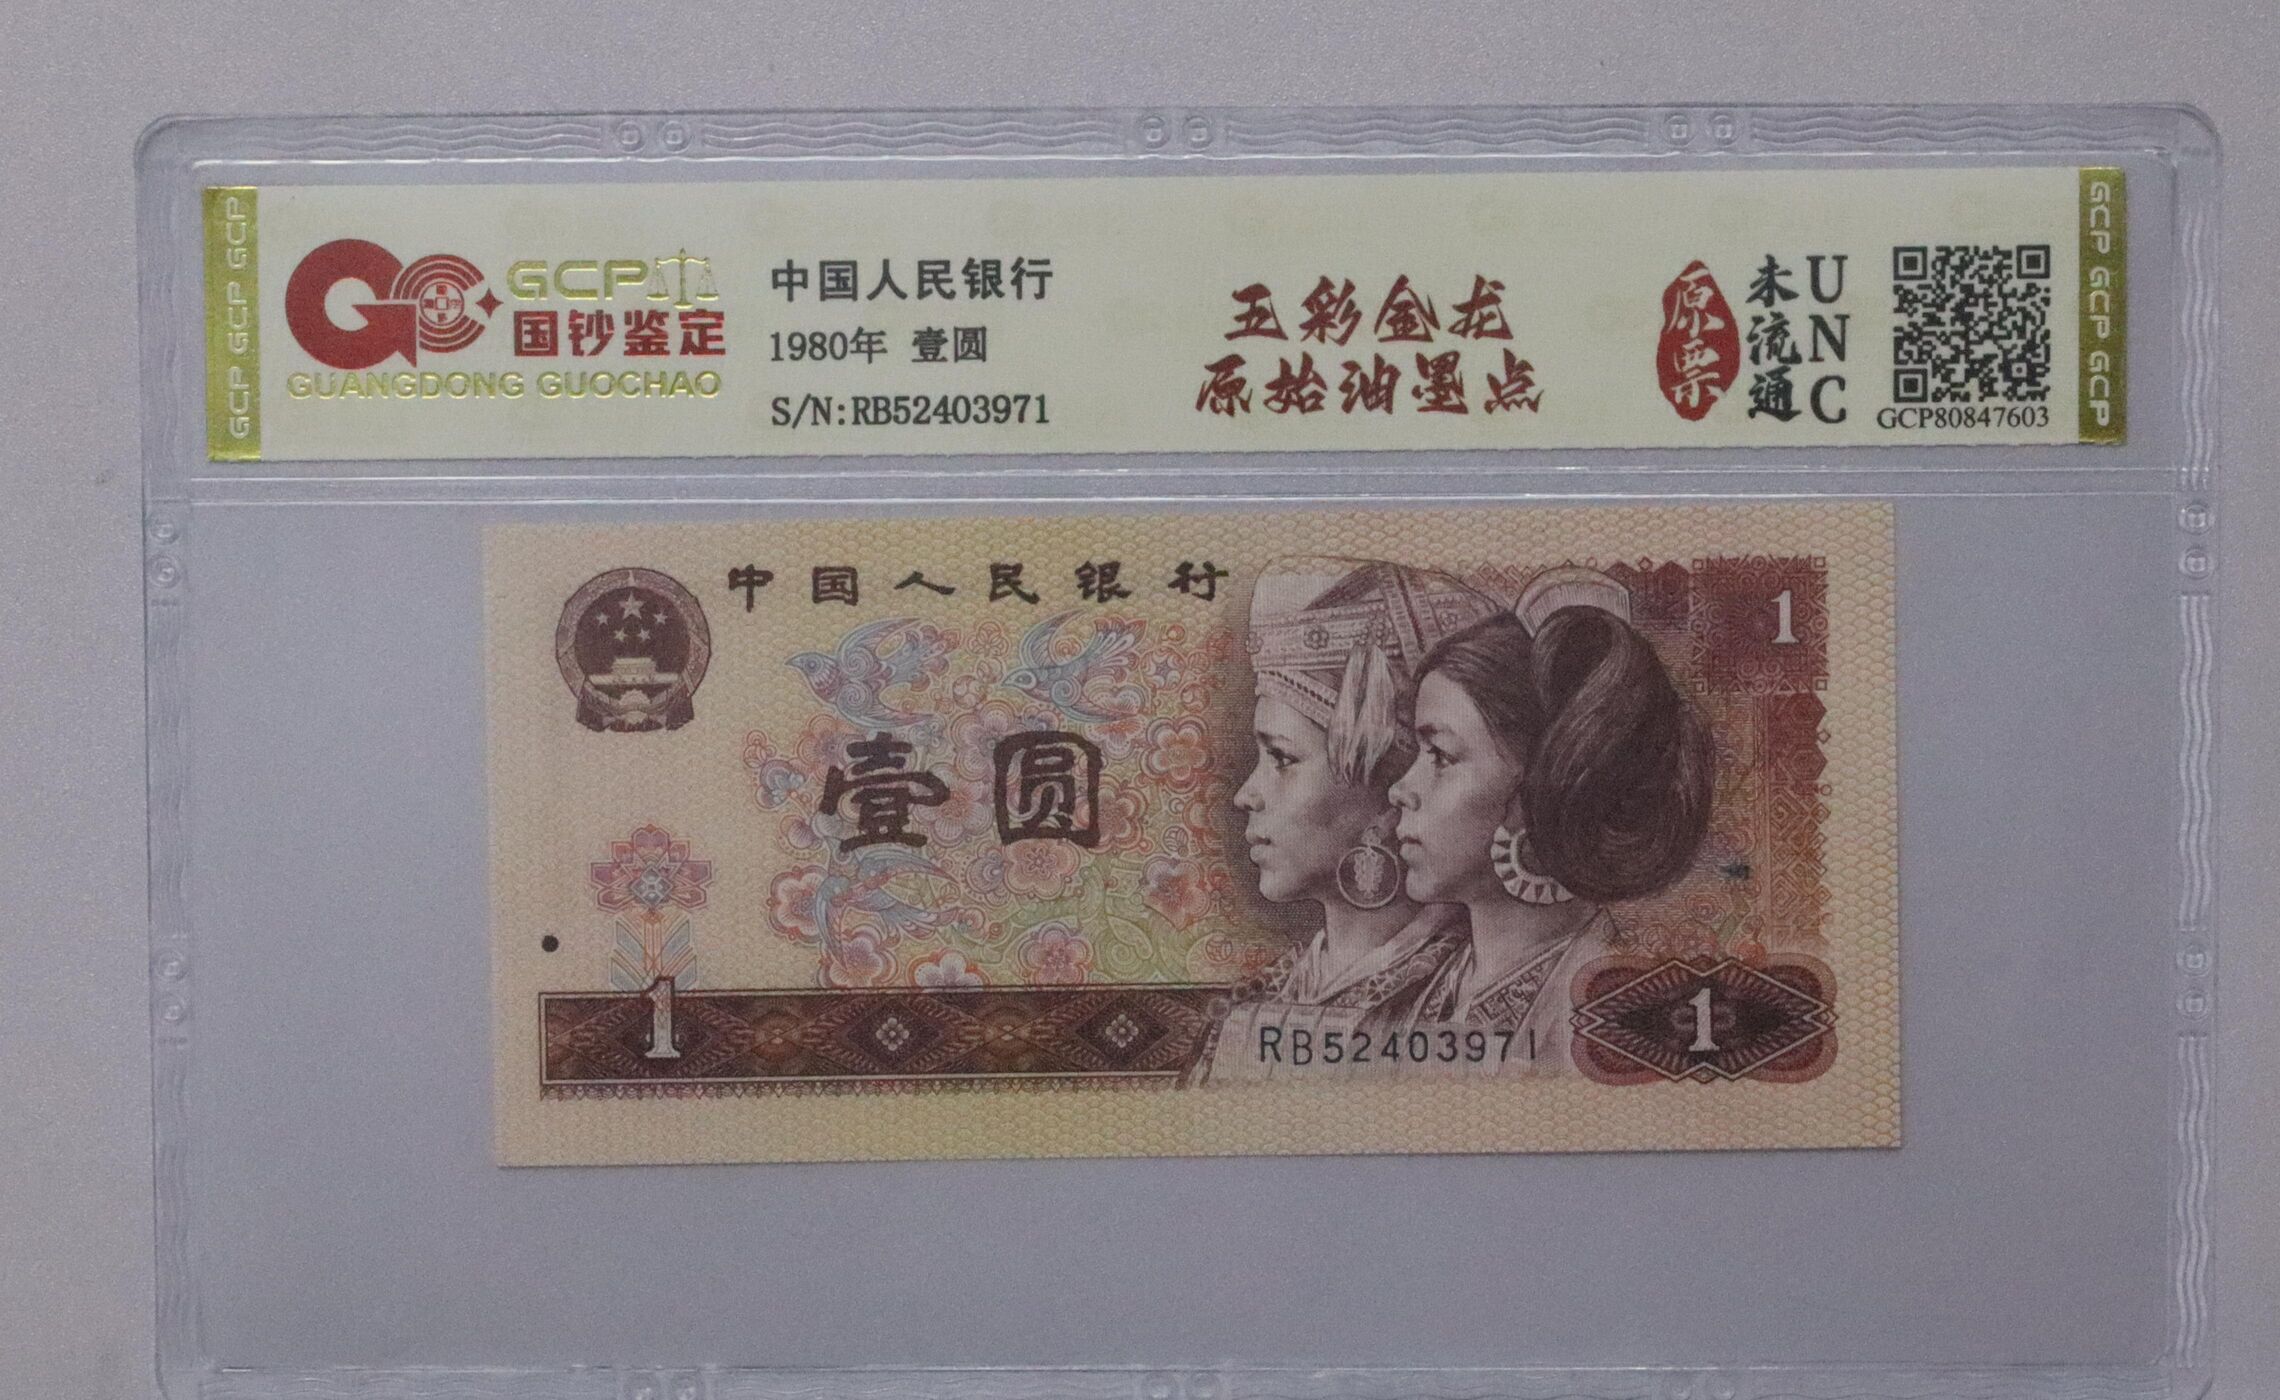 GCP GCP GCP
GCP
国钞鉴定
GUANGDONG GUOCHAO
中国人民银行
1980年 壹圆
S/N:RB52403971
五彩金龙
原始油墨点
原票
未流通
UNC
GCP80847603
GCP GCP GCP
中国人民银行
1
壹圆
1
RB52403971
1